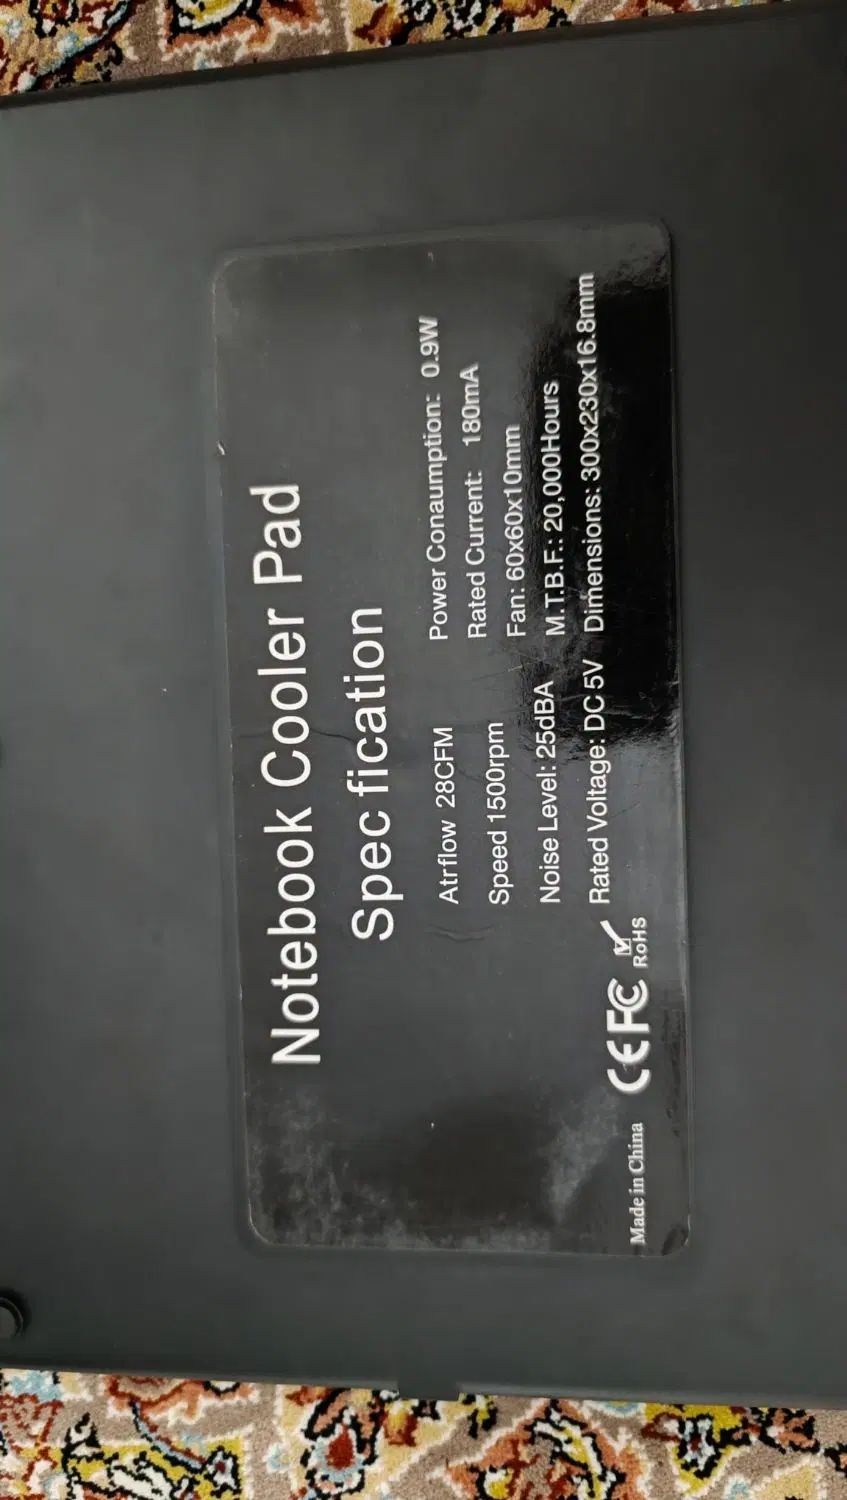 Notebook Cooler Pad
Spec fication
Atrflow 28CFM
Power Conaumption: 0.9W
Speed 1500rpm
Rated Current: 180mA
Noise Level: 25dBA
Fan: 60x60x10mm
M.T.B.F.: 20,000Hours
Rated Voltage: DC 5V
Dimensions: 300x230x16.8mm
Made in China
CE FC RoHS